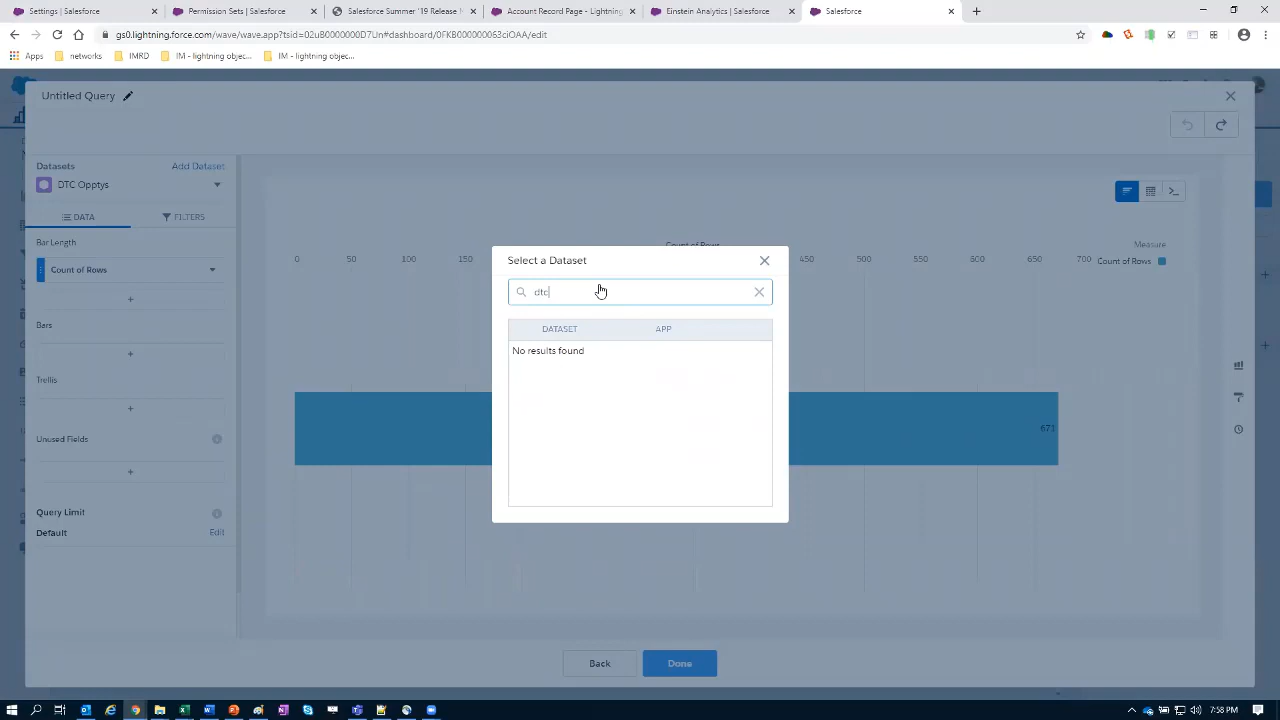 Settings | Salesforce
Permission Sets | Salesforce
Salesforce Summer '19 Release N
Account Record Page - Lightning
Einstein Analytics | Salesforce
Salesforce
gs0.lightning.force.com/wave/wave.app?tsid=02uB0000000D7Un#dashboard/0FKB000000063ciOAA/edit
Apps
networks
IMRD
IM - lightning objec...
IM - lightning objec...
Untitled Query
Datasets
Add Dataset
DTC Opptys
DATA
FILTERS
Bar Length
Count of Rows
Bars
Trellis
Unused Fields
Query Limit
Default
Edit
Count of Rows
0 50 100 150 450 500 550 600 650 700
Measure
Count of Rows
671
Select a Dataset
dtc
DATASET
APP
No results found
Back
Done
7:58 PM